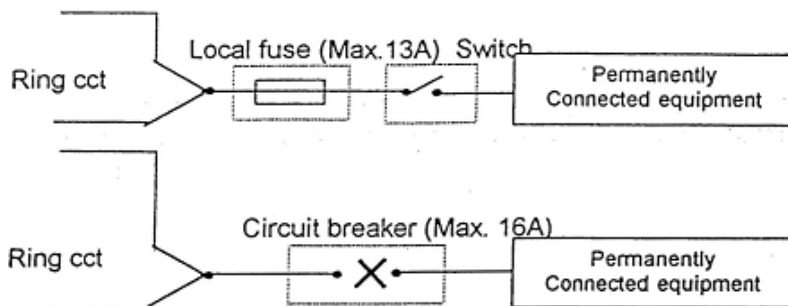 Local fuse (Max.13A) Switch
Ring cct
Permanently
Connected equipment
Circuit breaker (Max. 16A)
Ring cct
Permanently
Connected equipment